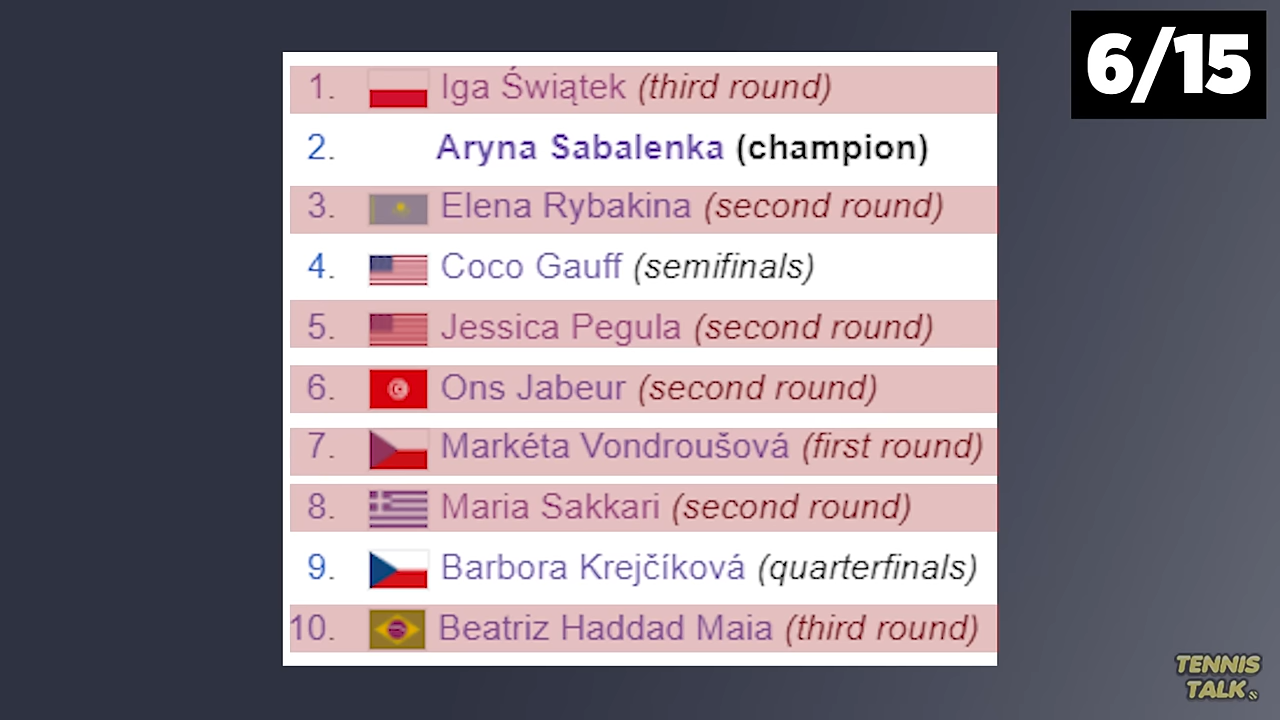 6/15
1. Iga Świątek (third round)
2. Aryna Sabalenka (champion)
3. Elena Rybakina (second round)
4. Coco Gauff (semifinals)
5. Jessica Pegula (second round)
6. Ons Jabeur (second round)
7. Markéta Vondroušová (first round)
8. Maria Sakkari (second round)
9. Barbora Krejčíková (quarterfinals)
10. Beatriz Haddad Maia (third round)
TENNIS
TALK